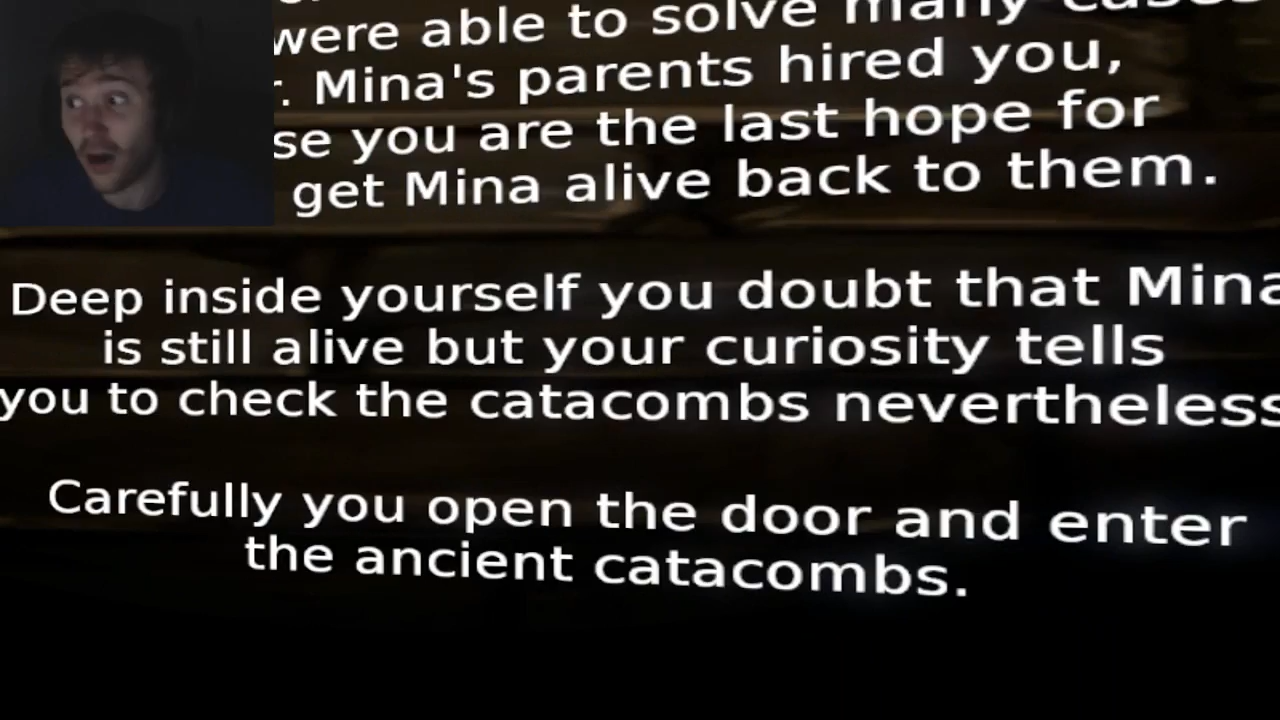 were able to solve many cases
. Mina's parents hired you,
se you are the last hope for
get Mina alive back to them.
Deep inside yourself you doubt that Mina
is still alive but your curiosity tells
you to check the catacombs nevertheless
Carefully you open the door and enter
the ancient catacombs.